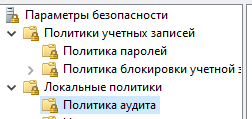 Параметры безопасности
Политики учетных записей
Политика паролей
Политика блокировки учетной з
Локальные политики
Политика аудита